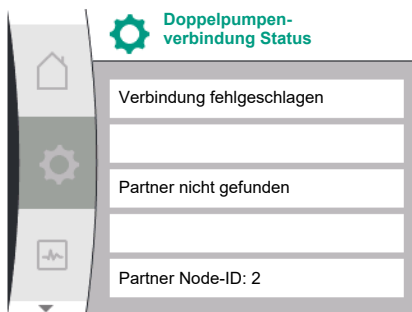 Doppelpumpen-
verbindung Status
Verbindung fehlgeschlagen
Partner nicht gefunden
Partner Node-ID: 2